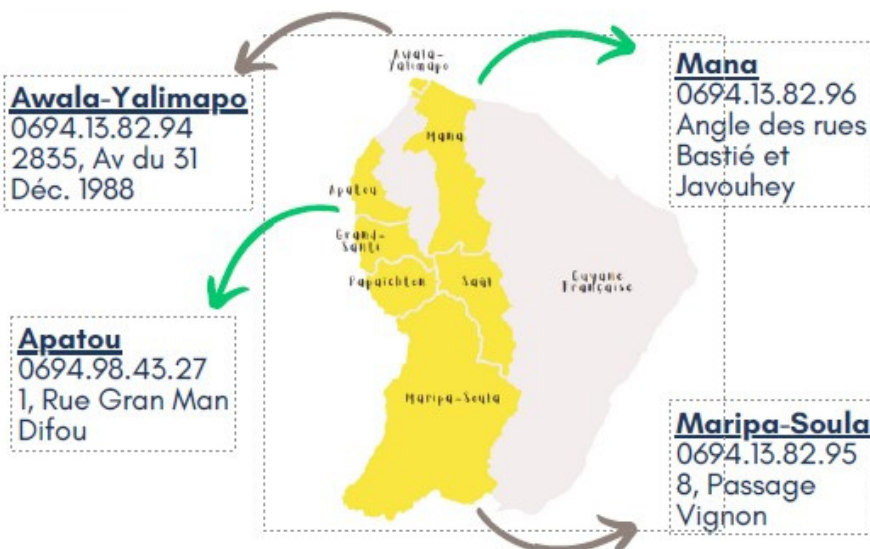 Awala-Yalimapo
0694.13.82.94
2835, Av du 31
Déc. 1988
Mana
0694.13.82.96
Angle des rues
Bastié et
Javouhey
Apatou
0694.98.43.27
1, Rue Gran Man
Difou
Maripa-Soula
0694.13.82.95
8, Passage
Vignon
Awala-
Yalimapo
Mana
Apatou
Grand-
Santi
Papaichton
Saül
Guyane
Française
Maripa-Soula